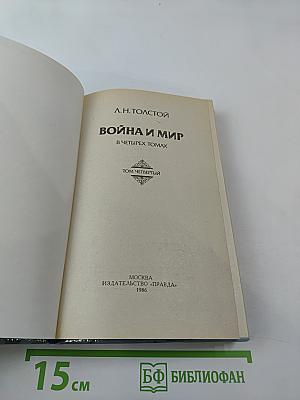 Л.Н.ТОЛСТОЙ
ВОЙНА И МИР
В ЧЕТЫРЕХ ТОМАХ
ТОМ ЧЕТВЕРТЫЙ
МОСКВА
ИЗДАТЕЛЬСТВО «ПРАВДА»
1986
15 см
БФ БИБЛИОФАН